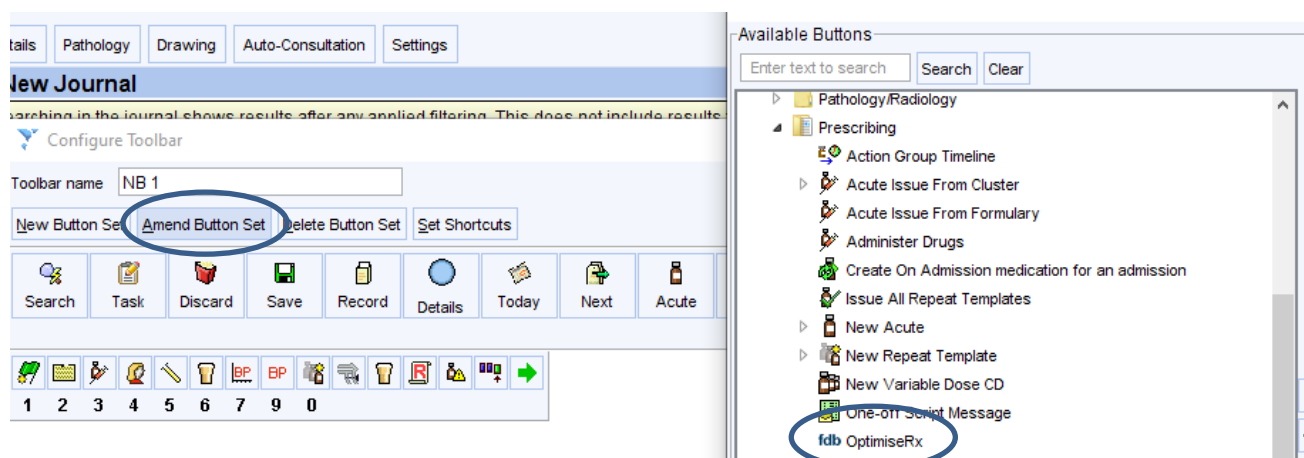 tails Pathology Drawing Auto-Consultation Settings
New Journal
earching in the journal shows results after any applied filtering. This does not include results
Configure Toolbar
Toolbar name NB 1
New Button Set Amend Button Set Delete Button Set Set Shortcuts
Search Task Discard Save Record Details Today Next Acute
BP BP R
1 2 3 4 5 6 7 9 0
Available Buttons
Enter text to search Search Clear
Pathology/Radiology
Prescribing
Action Group Timeline
Acute Issue From Cluster
Acute Issue From Formulary
Administer Drugs
Create On Admission medication for an admission
Issue All Repeat Templates
New Acute
New Repeat Template
New Variable Dose CD
One-off Script Message
fdb OptimiseRx